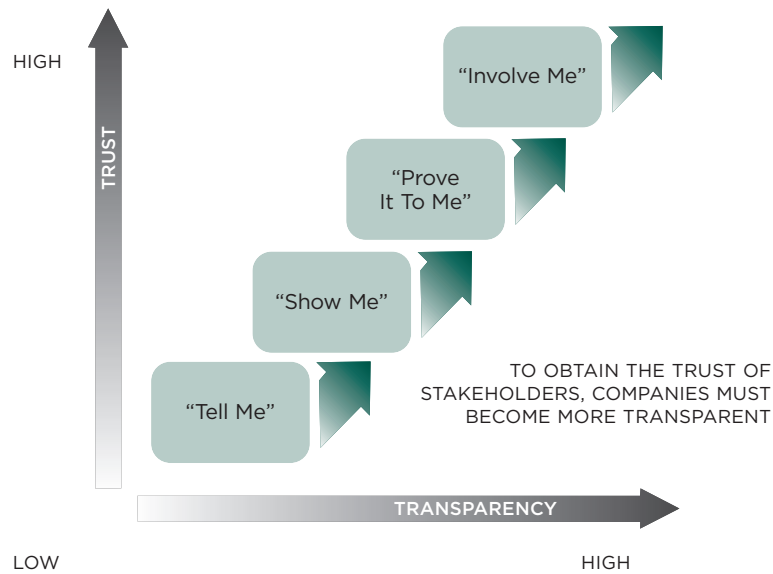 HIGH
TRUST
“Involve Me”
“Prove
It To Me”
“Show Me”
“Tell Me”
TO OBTAIN THE TRUST OF
STAKEHOLDERS, COMPANIES MUST
BECOME MORE TRANSPARENT
TRANSPARENCY
LOW
HIGH